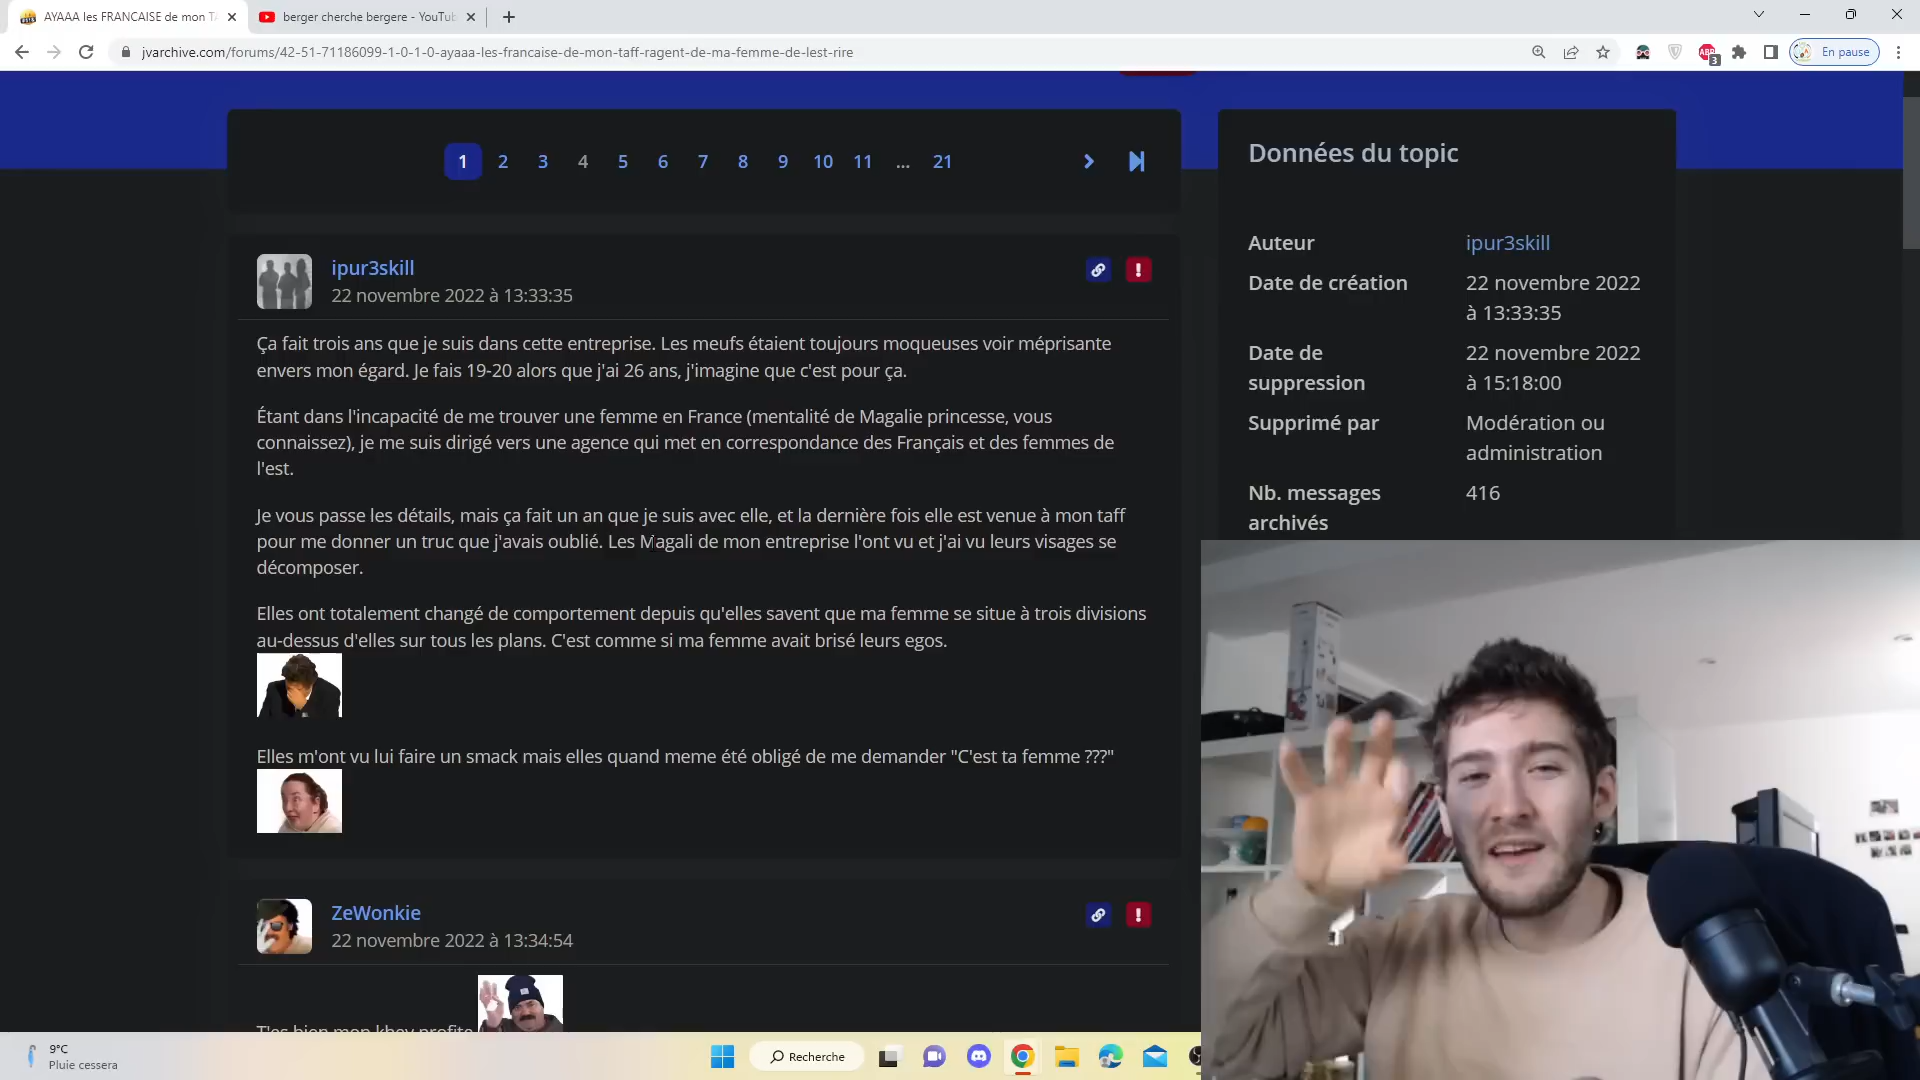 AYAAA les FRANCAISE de mon TA
berger cherche bergere - YouTub
jvarchive.com/forums/42-51-71186099-1-0-1-0-ayaaa-les-francaise-de-mon-taff-ragent-de-ma-femme-de-lest-rire
ABP
3
En pause
1 2 3 4 5 6 7 8 9 10 11 ... 21
ipur3skill
22 novembre 2022 à 13:33:35
Ça fait trois ans que je suis dans cette entreprise. Les meufs étaient toujours moqueuses voir méprisante
envers mon égard. Je fais 19-20 alors que j'ai 26 ans, j'imagine que c'est pour ça.
Étant dans l'incapacité de me trouver une femme en France (mentalité de Magalie princesse, vous
connaissez), je me suis dirigé vers une agence qui met en correspondance des Français et des femmes de
l'est.
Je vous passe les détails, mais ça fait un an que je suis avec elle, et la dernière fois elle est venue à mon taff
pour me donner un truc que j'avais oublié. Les Magali de mon entreprise l'ont vu et j'ai vu leurs visages se
décomposer.
Elles ont totalement changé de comportement depuis qu'elles savent que ma femme se situe à trois divisions
au-dessus d'elles sur tous les plans. C'est comme si ma femme avait brisé leurs egos.
Elles m'ont vu lui faire un smack mais elles quand meme été obligé de me demander "C'est ta femme ???"
ZeWonkie
22 novembre 2022 à 13:34:54
T'es bien mon khey profite
Données du topic
Auteur ipur3skill
Date de création 22 novembre 2022
à 13:33:35
Date de 22 novembre 2022
suppression à 15:18:00
Supprimé par Modération ou
administration
Nb. messages 416
archivés
9°C
Pluie cessera
Recherche